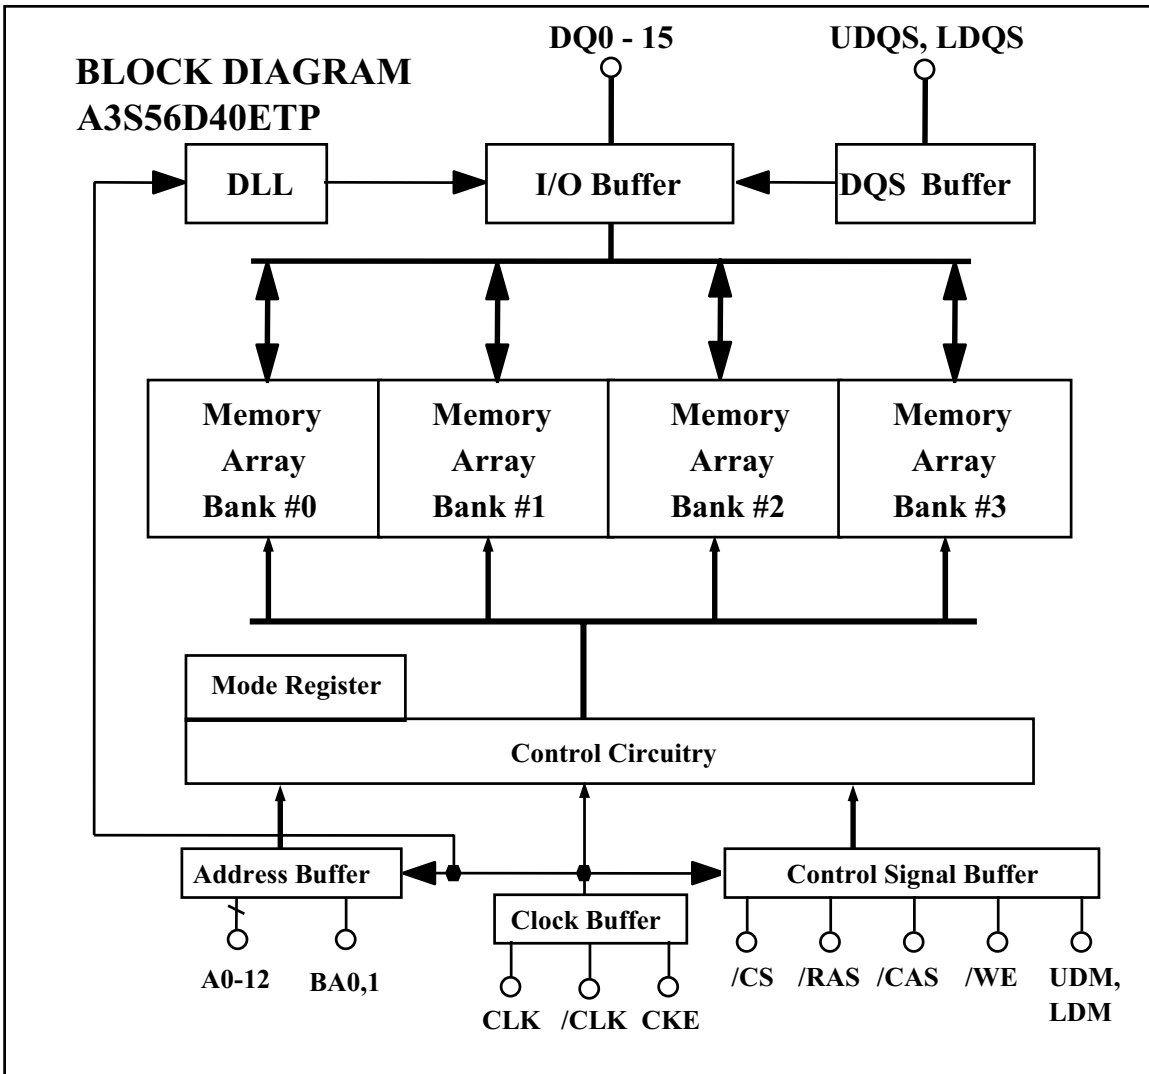 DQ0 - 15
UDQS, LDQS
BLOCK DIAGRAM
A3S56D40ETP
DLL
I/O Buffer
DQS Buffer
Memory
Array
Bank #0
Memory
Array
Bank #1
Memory
Array
Bank #2
Memory
Array
Bank #3
Mode Register
Control Circuitry
Address Buffer
Control Signal Buffer
Clock Buffer
A0-12
BA0,1
CLK
/CLK
CKE
/CS
/RAS
/CAS
/WE
UDM,
LDM